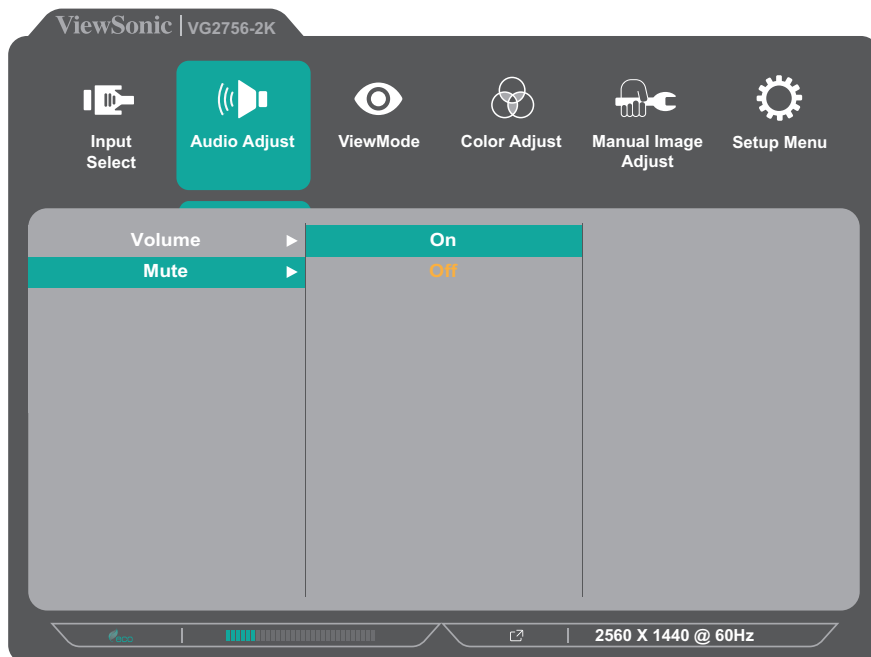 ViewSonic | VG2756-2K
Input Select
Audio Adjust
ViewMode
Color Adjust
Manual Image Adjust
Setup Menu
Volume
On
Mute
Off
eco
2560 X 1440 @ 60Hz